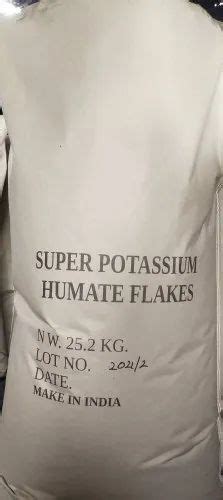 SUPER POTASSIUM
HUMATE FLAKES
N W. 25.2 KG.
LOT NO. 2021/2
DATE.
MAKE IN INDIA